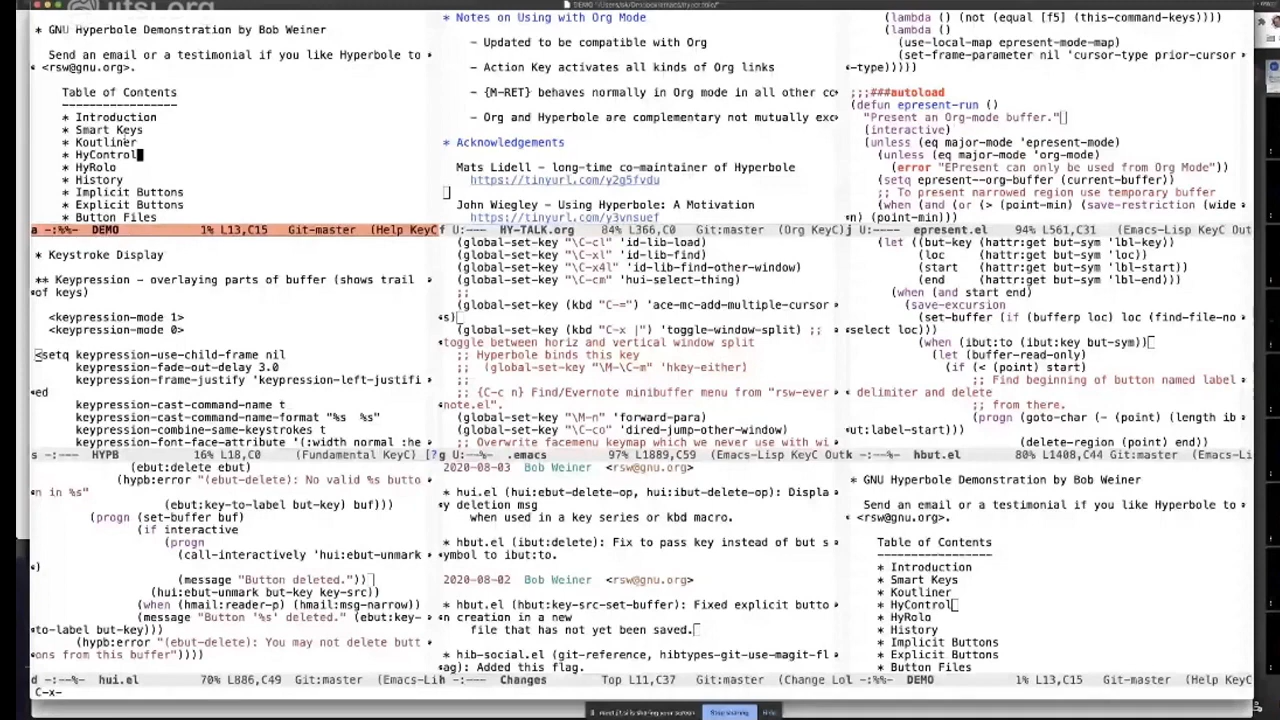 jitsi.org
DEMO
* GNU Hyperbole Demonstration by Bob Weiner
Send an email or a testimonial if you like Hyperbole to
<rsw@gnu.org>.
Table of Contents
-----------------
* Introduction
* Smart Keys
* Koutliner
* HyControl
* HyRolo
* History
* Implicit Buttons
* Explicit Buttons
* Button Files
a -:%%- DEMO 1% L13,C15 Git-master (Help KeyC
* Notes on Using with Org Mode
- Updated to be compatible with Org
- Action Key activates all kinds of Org links
- {M-RET} behaves normally in Org mode in all other co
- Org and Hyperbole are complementary not mutually exc
* Acknowledgements
Mats Lidell - long-time co-maintainer of Hyperbole
https://tinyurl.com/y2g5fvdu
John Wiegley - Using Hyperbole: A Motivation
https://tinyurl.com/y3vnsuef
f U:--- HY-TALK.org 84% L366,C0 (Org KeyC)
(lambda () (not (equal [f5] (this-command-keys))))
(lambda ()
(use-local-map epresent-mode-map)
(set-frame-parameter nil 'cursor-type prior-cursor
-type)))))
;;;###autoload
(defun epresent-run ()
"Present an Org-mode buffer."
(interactive)
(unless (eq major-mode 'epresent-mode)
(unless (eq major-mode 'org-mode)
(error "EPresent can only be used from Org Mode"))
(setq epresent--org-buffer (current-buffer))
;; To present narrowed region use temporary buffer
(when (and (or (> (point-min) (save-restriction (wide
n) (point-min)))
j U:---- epresent.el 94% L561,C31 (Emacs-Lisp KeyC Out
* Keystroke Display
** Keypression - overlaying parts of buffer (shows trail
of keys)
<keypression-mode 1>
<keypression-mode 0>
<setq keypression-use-child-frame nil
keypression-fade-out-delay 3.0
keypression-frame-justify 'keypression-left-justifi
ed
keypression-cast-command-name t
keypression-cast-command-name-format "%s  %s"
keypression-combine-same-keystrokes t
keypression-font-face-attribute '(:width normal :he
s -:--- HYPB 16% L18,C0 (Fundamental KeyC) [?
(global-set-key "\C-cl" 'id-lib-load)
(global-set-key "\C-xl" 'id-lib-find)
(global-set-key "\C-x4l" 'id-lib-find-other-window)
(global-set-key "\C-cm" 'hui-select-thing)
;;
(global-set-key (kbd "C-=") 'ace-mc-add-multiple-cursor
s)
(global-set-key (kbd "C-x |") 'toggle-window-split) ;;
toggle between horiz and vertical window split
;; Hyperbole binds this key
;; (global-set-key "\M-\C-m" 'hkey-either)
;;
;; {C-c n} Find/Evernote minibuffer menu from "rsw-ever
note.el".
(global-set-key "\M-n" 'forward-para)
(global-set-key "\C-co" 'dired-jump-other-window)
;; Overwrite facemenu keymap which we never use with wi
g U:--- .emacs 97% L1889,C59 (Emacs-Lisp KeyC Out
(let ((but-key (hattr:get but-sym 'lbl-key))
(loc (hattr:get but-sym 'loc))
(start (hattr:get but-sym 'lbl-start))
(end (hattr:get but-sym 'lbl-end)))
(when (and start end)
(save-excursion
(set-buffer (if (bufferp loc) loc (find-file-no
select loc)))
(when (ibut:to (ibut:key but-sym))
(let (buffer-read-only)
(if (< (point) start)
;; Find beginning of button named label
delimiter and delete
;; from there.
(progn (goto-char (- (point) (length ib
ut:label-start)))
(delete-region (point) end))
k -:--- hbut.el 80% L1408,C44 Git:master (Emacs-Li
(ebut:delete ebut)
(hypb:error "(ebut-delete): No valid %s butto
n in %s"
(ebut:key-to-label but-key) buf)))
(progn (set-buffer buf)
(if interactive
(progn
(call-interactively 'hui:ebut-unmark
)
(message "Button deleted."))
(hui:ebut-unmark but-key key-src))
(when (hmail:reader-p) (hmail:msg-narrow))
(message "Button '%s' deleted." (ebut:key-
to-label but-key)))
(hypb:error "(ebut-delete): You may not delete butt
ons from this buffer"))))
d -:--- hui.el 70% L886,C49 Git:master (Emacs-Li
2020-08-03 Bob Weiner <rsw@gnu.org>
* hui.el (hui:ebut-delete-op, hui:ibut-delete-op): Displa
y deletion msg
when used in a key series or kbd macro.
* hbut.el (ibut:delete): Fix to pass key instead of but s
ymbol to ibut:to.
2020-08-02 Bob Weiner <rsw@gnu.org>
* hbut.el (hbut:key-src-set-buffer): Fixed explicit butto
n creation in a new
file that has not yet been saved.
* hib-social.el (git-reference, hibtypes-git-use-magit-fl
ag): Added this flag.
h -:--- Changes Top L11,C37 Git:master (Change Lo
* GNU Hyperbole Demonstration by Bob Weiner
Send an email or a testimonial if you like Hyperbole to
<rsw@gnu.org>.
Table of Contents
-----------------
* Introduction
* Smart Keys
* Koutliner
* HyControl
* HyRolo
* History
* Implicit Buttons
* Explicit Buttons
* Button Files
l -:%%- DEMO 1% L13,C15 Git-master (Help KeyC
C-x-
meet.jit.si is sharing your screen.
Stop sharing
Hide